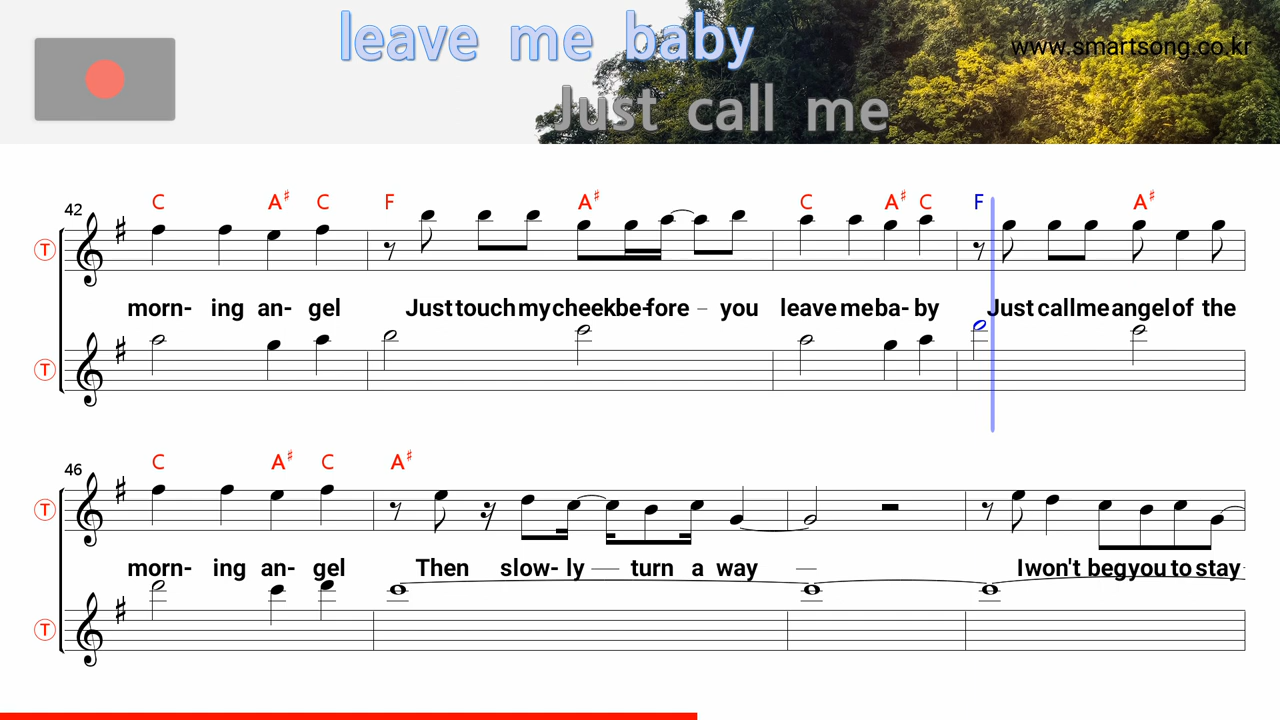 leave me baby
www.smartsong.co.kr
Just call me
C A♯ C F A♯ C A♯ C F A♯
42
T
morn- ing an- gel Just touch my cheek be- fore – you leave me ba- by Just call me angel of the
T
C A♯ C A♯
46
T
morn- ing an- gel Then slow- ly — turn a way — I won't beg you to stay
T